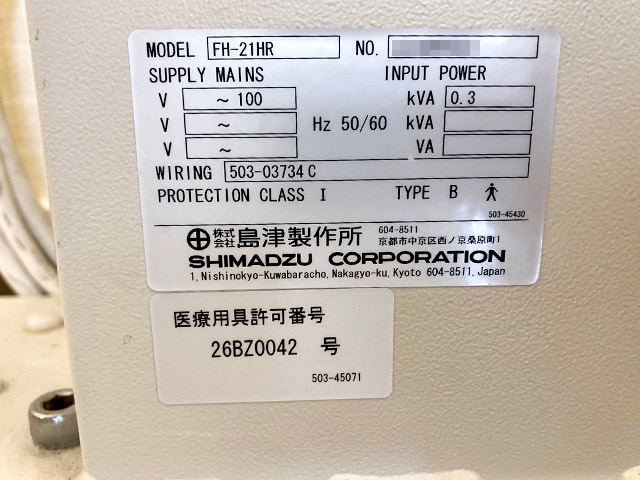 MODEL FH-21HR NO.
SUPPLY MAINS INPUT POWER
V ~ 100 kVA 0.3
V ~ Hz 50/60 kVA
V ~ VA
WIRING 503-03734 C
PROTECTION CLASS I TYPE B
503-45430
株式会社 島津製作所 604-8511 京都市中京区西ノ京桑原町1
SHIMADZU CORPORATION
1, Nishinokyo-Kuwabaracho, Nakagyo-ku, Kyoto 604-8511, Japan
医療用具許可番号
26BZ0042 号
503-45071